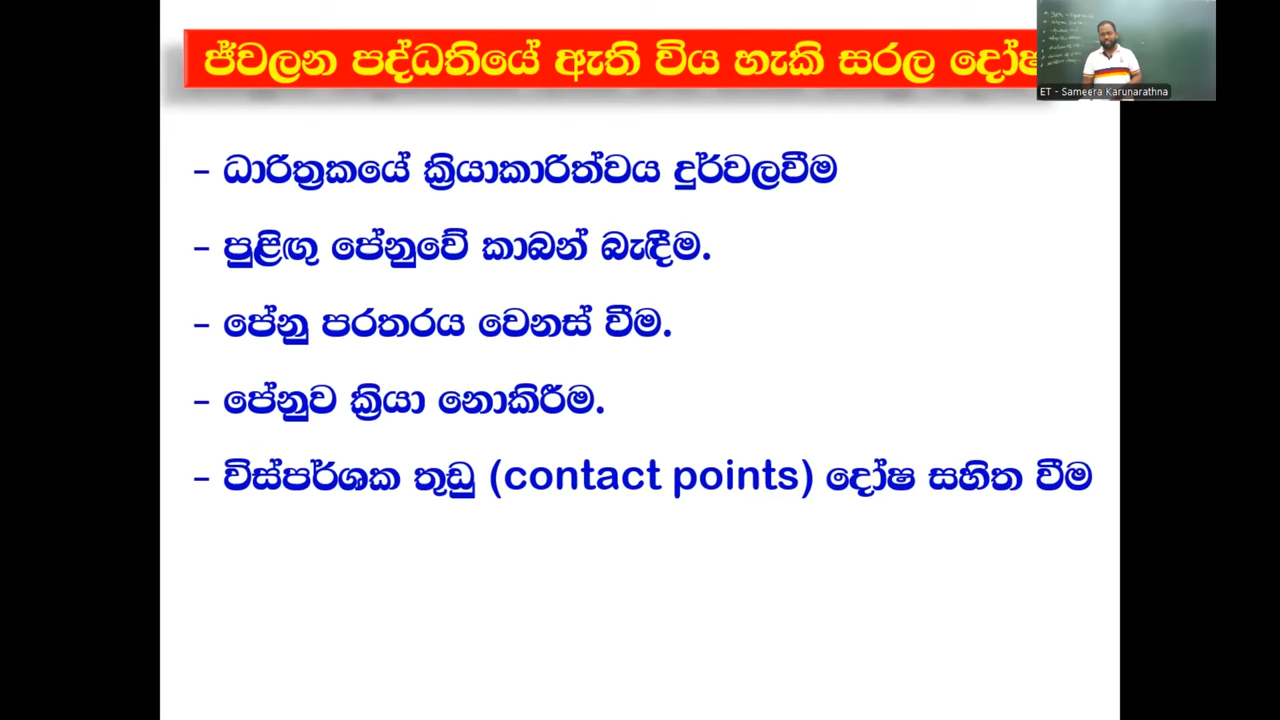 ජ්වලන පද්ධතියේ ඇති විය හැකි සරල
ET - Sameera Karunarathna
- ධාරිත්‍රකයේ ක්‍රියාකාරිත්වය දුර්වලවීම
- පුළිඟු පේනුවේ කාබන් බැඳීම.
- පේනු පරතරය වෙනස් වීම.
- පේනුව ක්‍රියා නොකිරීම.
- විස්පර්ශක තුඩු (contact points) දෝෂ සහිත වීම